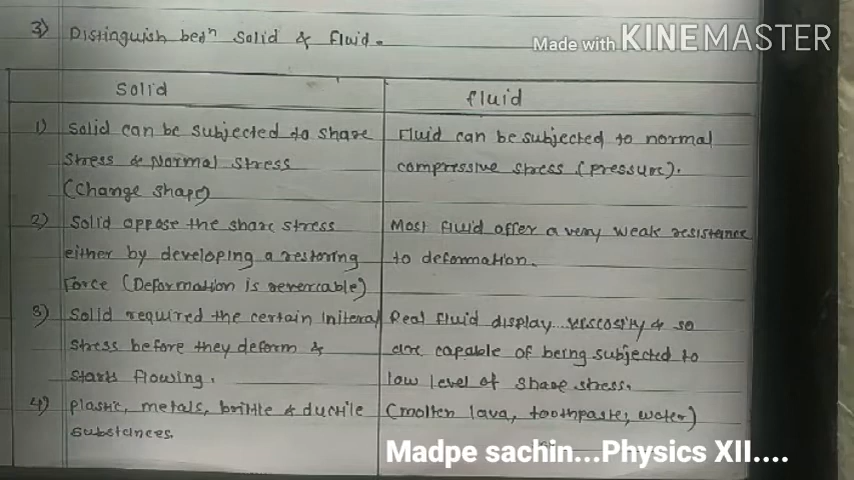 3) Distinguish betn Solid & fluid.
Made with KINEMASTER
Solid
fluid
1) Solid can be subjected to share
stress & Normal stress
(Change shape)
Fluid can be subjected to normal
compressive stress (pressure).
2) Solid oppose the share stress
either by developing a restoring
force (Deformation is reversable)
Most fluid offer a very weak resistance
to deformation.
3) Solid required the certain initeral
stress before they deform &
starts flowing.
Real fluid display viscosity & so
are capable of being subjected to
low level of share stress.
4) Plastic, metals, brittle & ductile
substances.
(molten lava, toothpaste, water)
Madpe sachin...Physics XII....